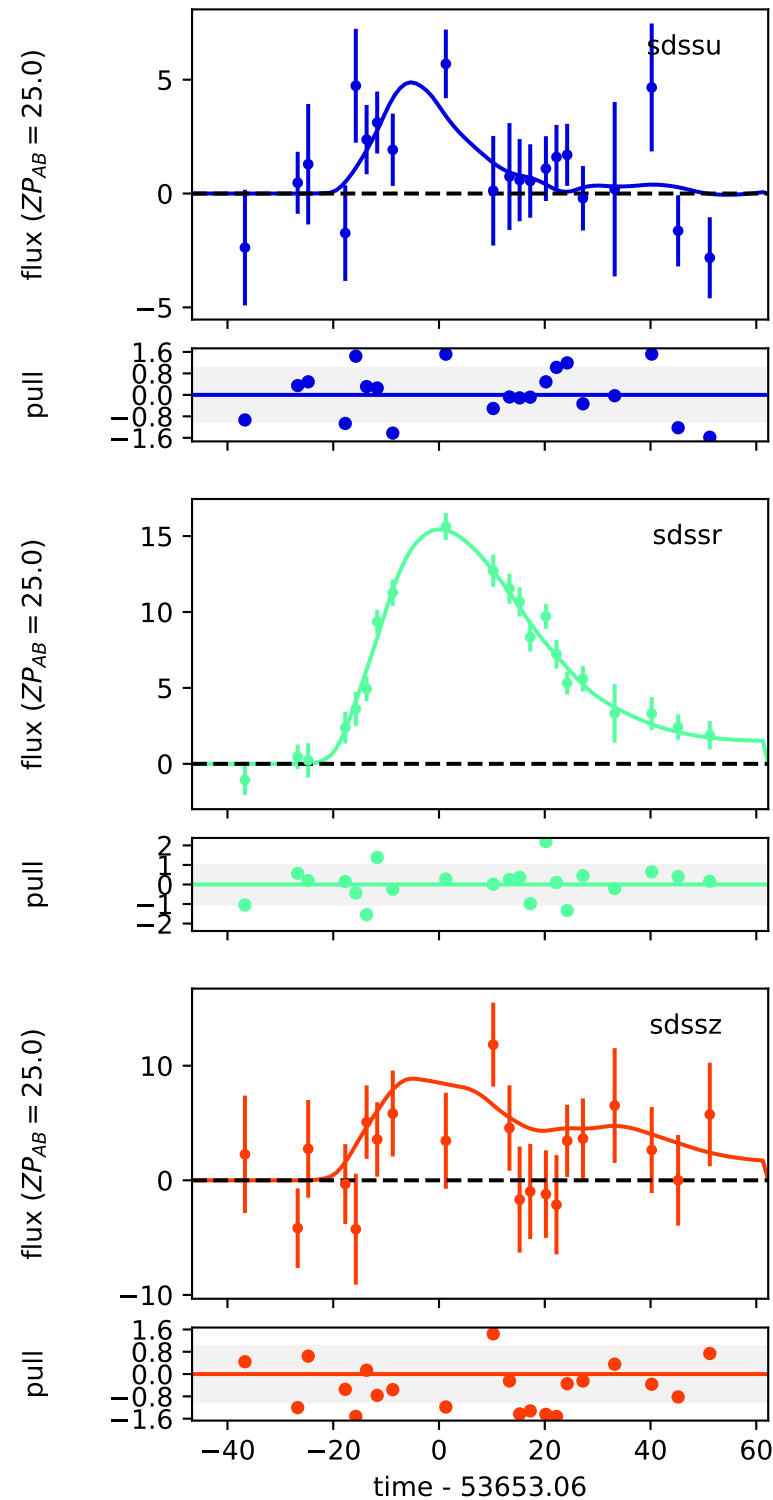 sdssu
flux (ZP_AB = 25.0)
5
0
−5
pull
1.6
0.8
0.0
−0.8
−1.6
sdssr
flux (ZP_AB = 25.0)
15
10
5
0
pull
2
1
0
−1
−2
sdssz
flux (ZP_AB = 25.0)
10
0
−10
pull
1.6
0.8
0.0
−0.8
−1.6
−40 −20 0 20 40 60
time - 53653.06